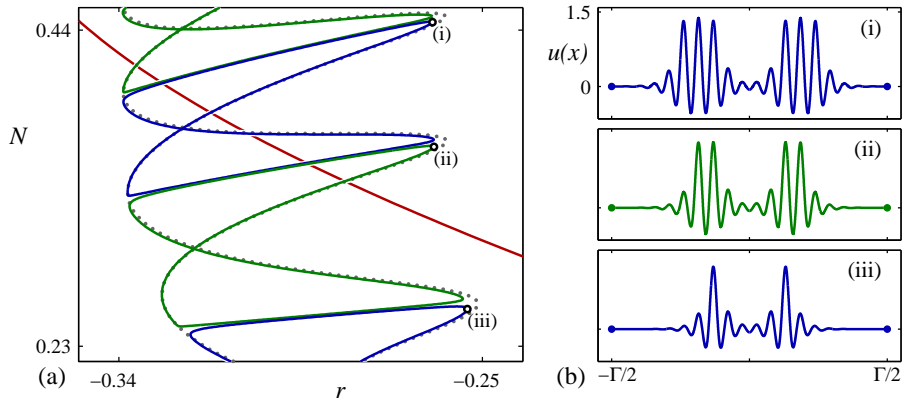 0.44
N
0.23
(i)
(ii)
(iii)
(a)
−0.34
r
−0.25
1.5
u(x)
0
(i)
(ii)
(iii)
(b)
−Γ/2
Γ/2